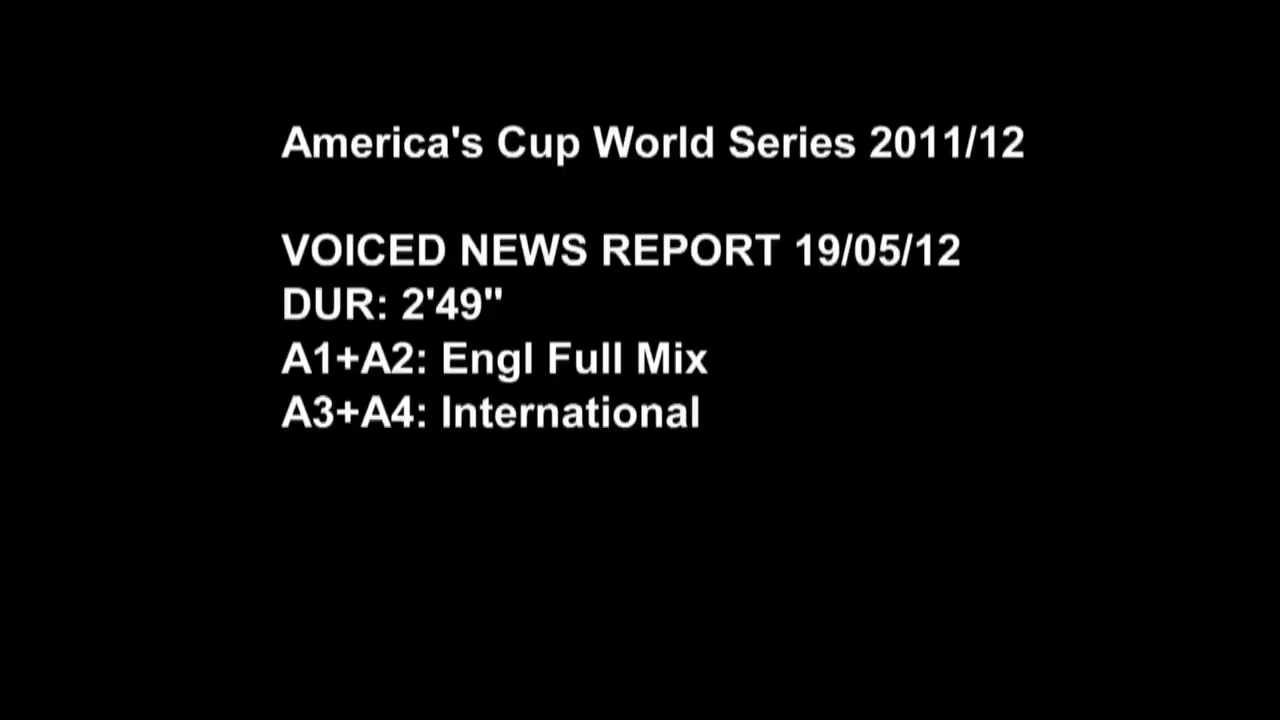 America's Cup World Series 2011/12
VOICED NEWS REPORT 19/05/12
DUR: 2'49"
A1+A2: Engl Full Mix
A3+A4: International